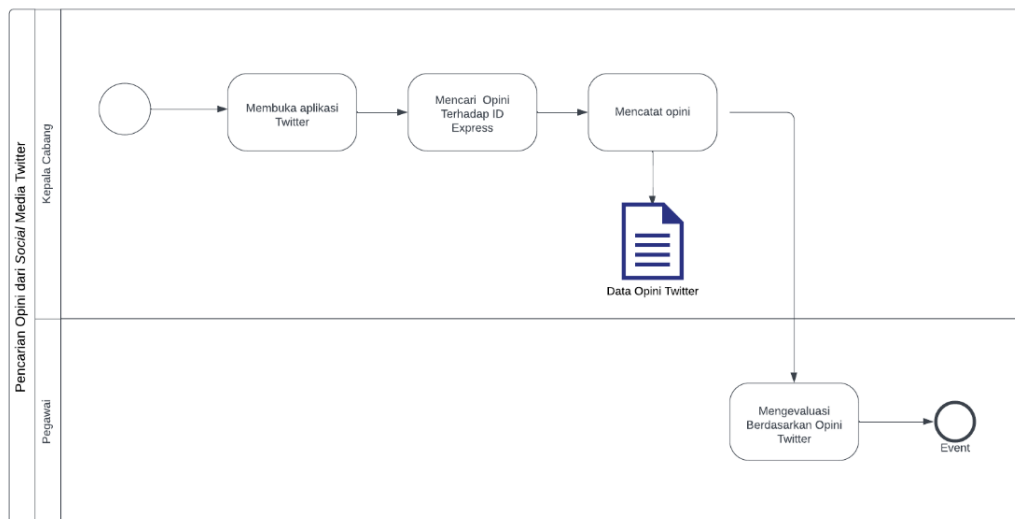 Pencarian Opini dari Social Media Twitter
Kepala Cabang
Membuka aplikasi
Twitter
Mencari Opini
Terhadap ID
Express
Mencatat opini
Data Opini Twitter
Pegawai
Mengevaluasi
Berdasarkan Opini
Twitter
Event